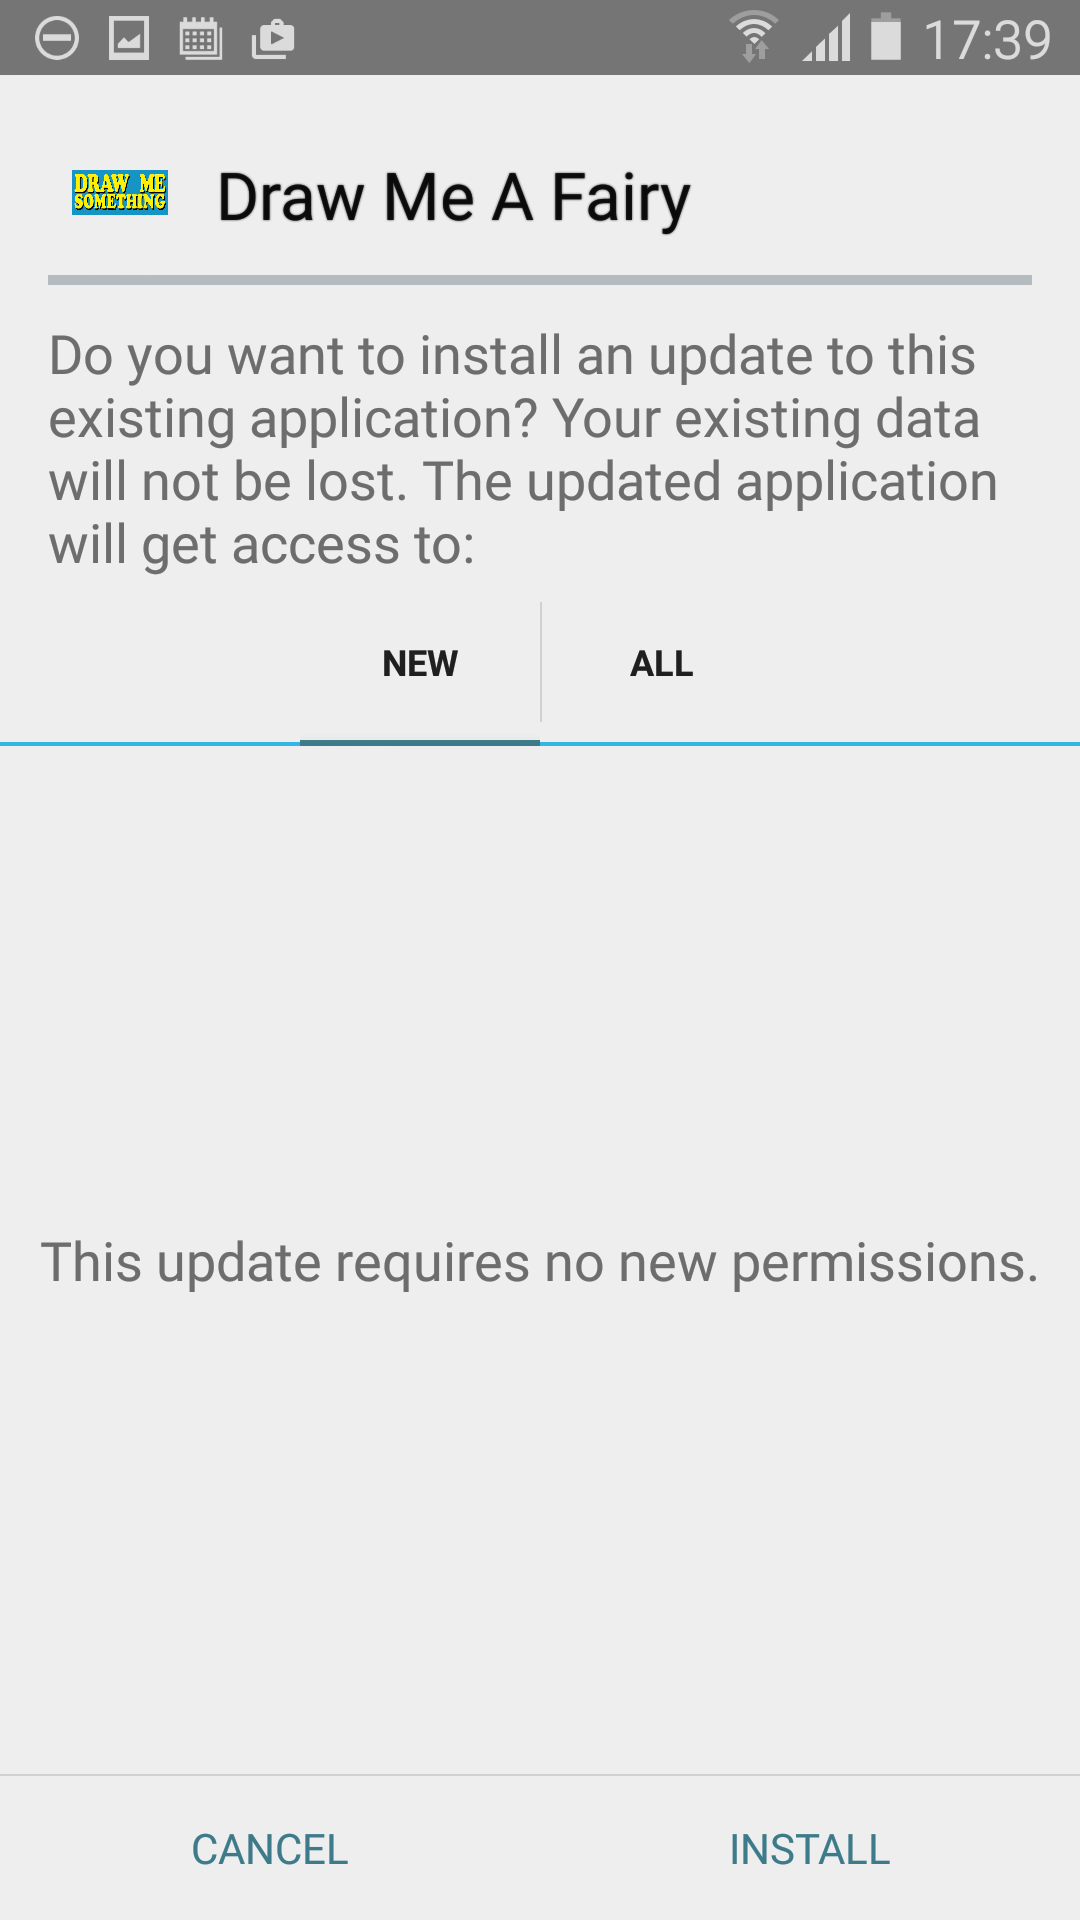 17:39
DRAW ME
SOMETHING
Draw Me A Fairy
Do you want to install an update to this
existing application? Your existing data
will not be lost. The updated application
will get access to:
NEW
ALL
This update requires no new permissions.
CANCEL
INSTALL